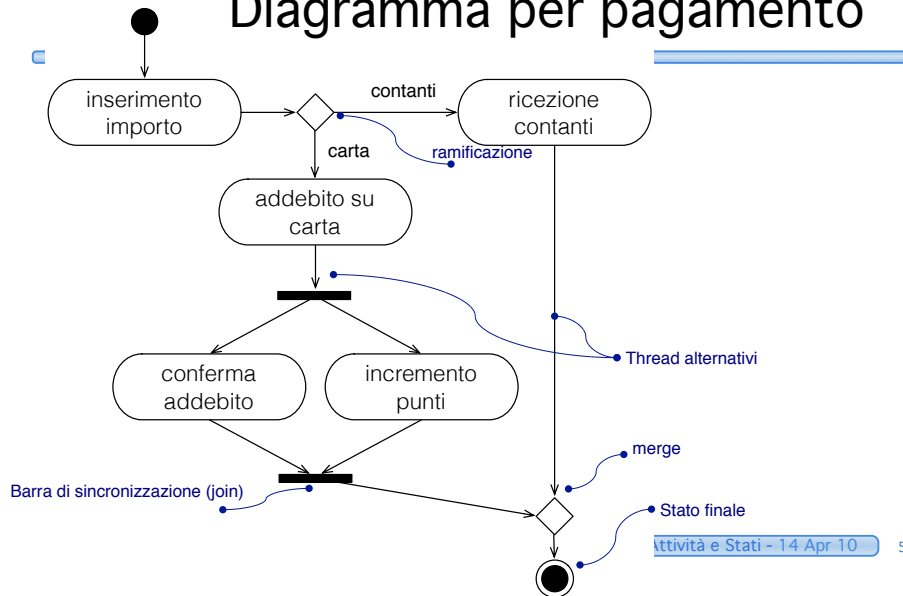 Diagramma per pagamento
inserimento
importo
contanti
ricezione
contanti
carta
ramificazione
addebito su
carta
Thread alternativi
conferma
addebito
incremento
punti
merge
Barra di sincronizzazione (join)
Stato finale
Attività e Stati - 14 Apr 10
5